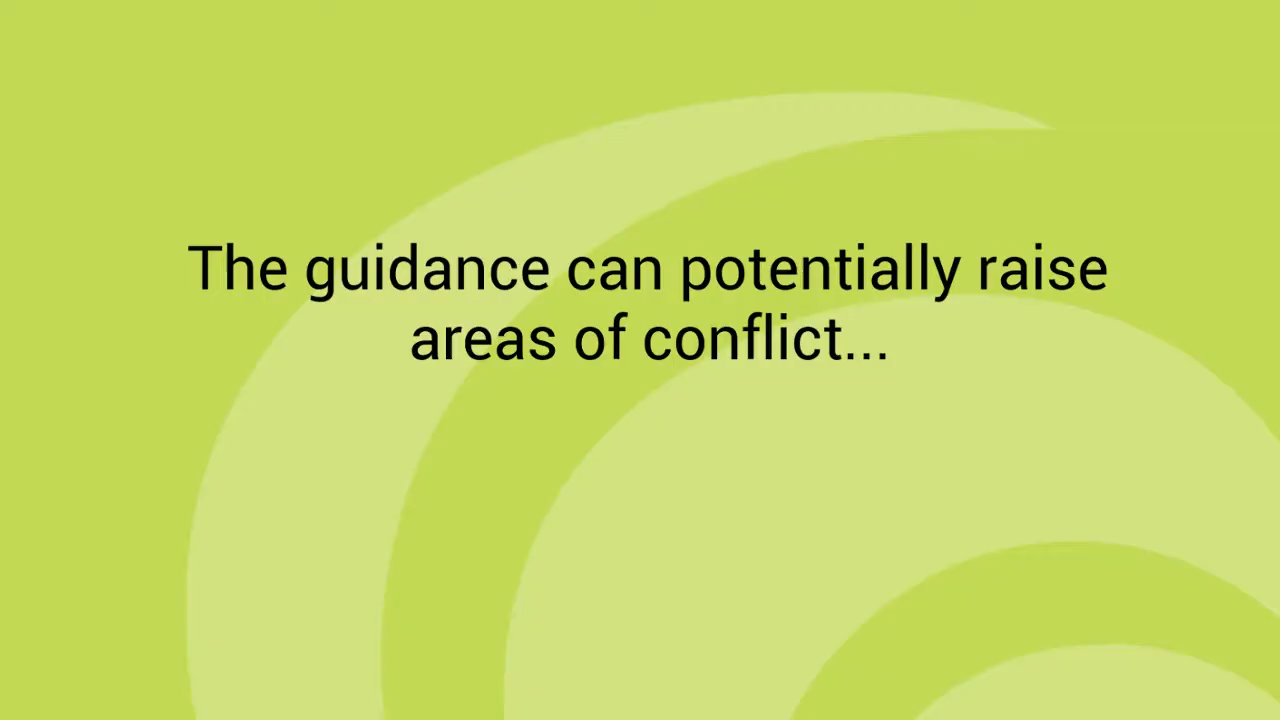 The guidance can potentially raise
areas of conflict...